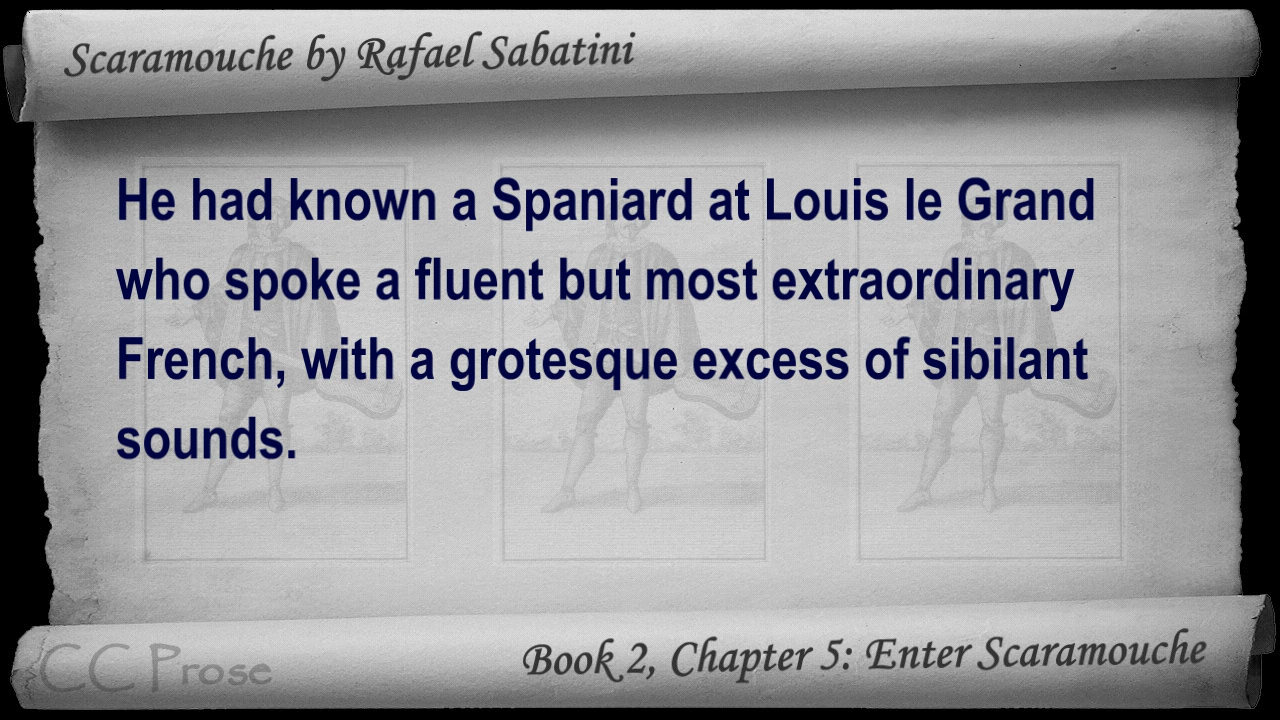 Scaramouche by Rafael Sabatini
He had known a Spaniard at Louis le Grand
who spoke a fluent but most extraordinary
French, with a grotesque excess of sibilant
sounds.
Book 2, Chapter 5: Enter Scaramouche
CC Prose